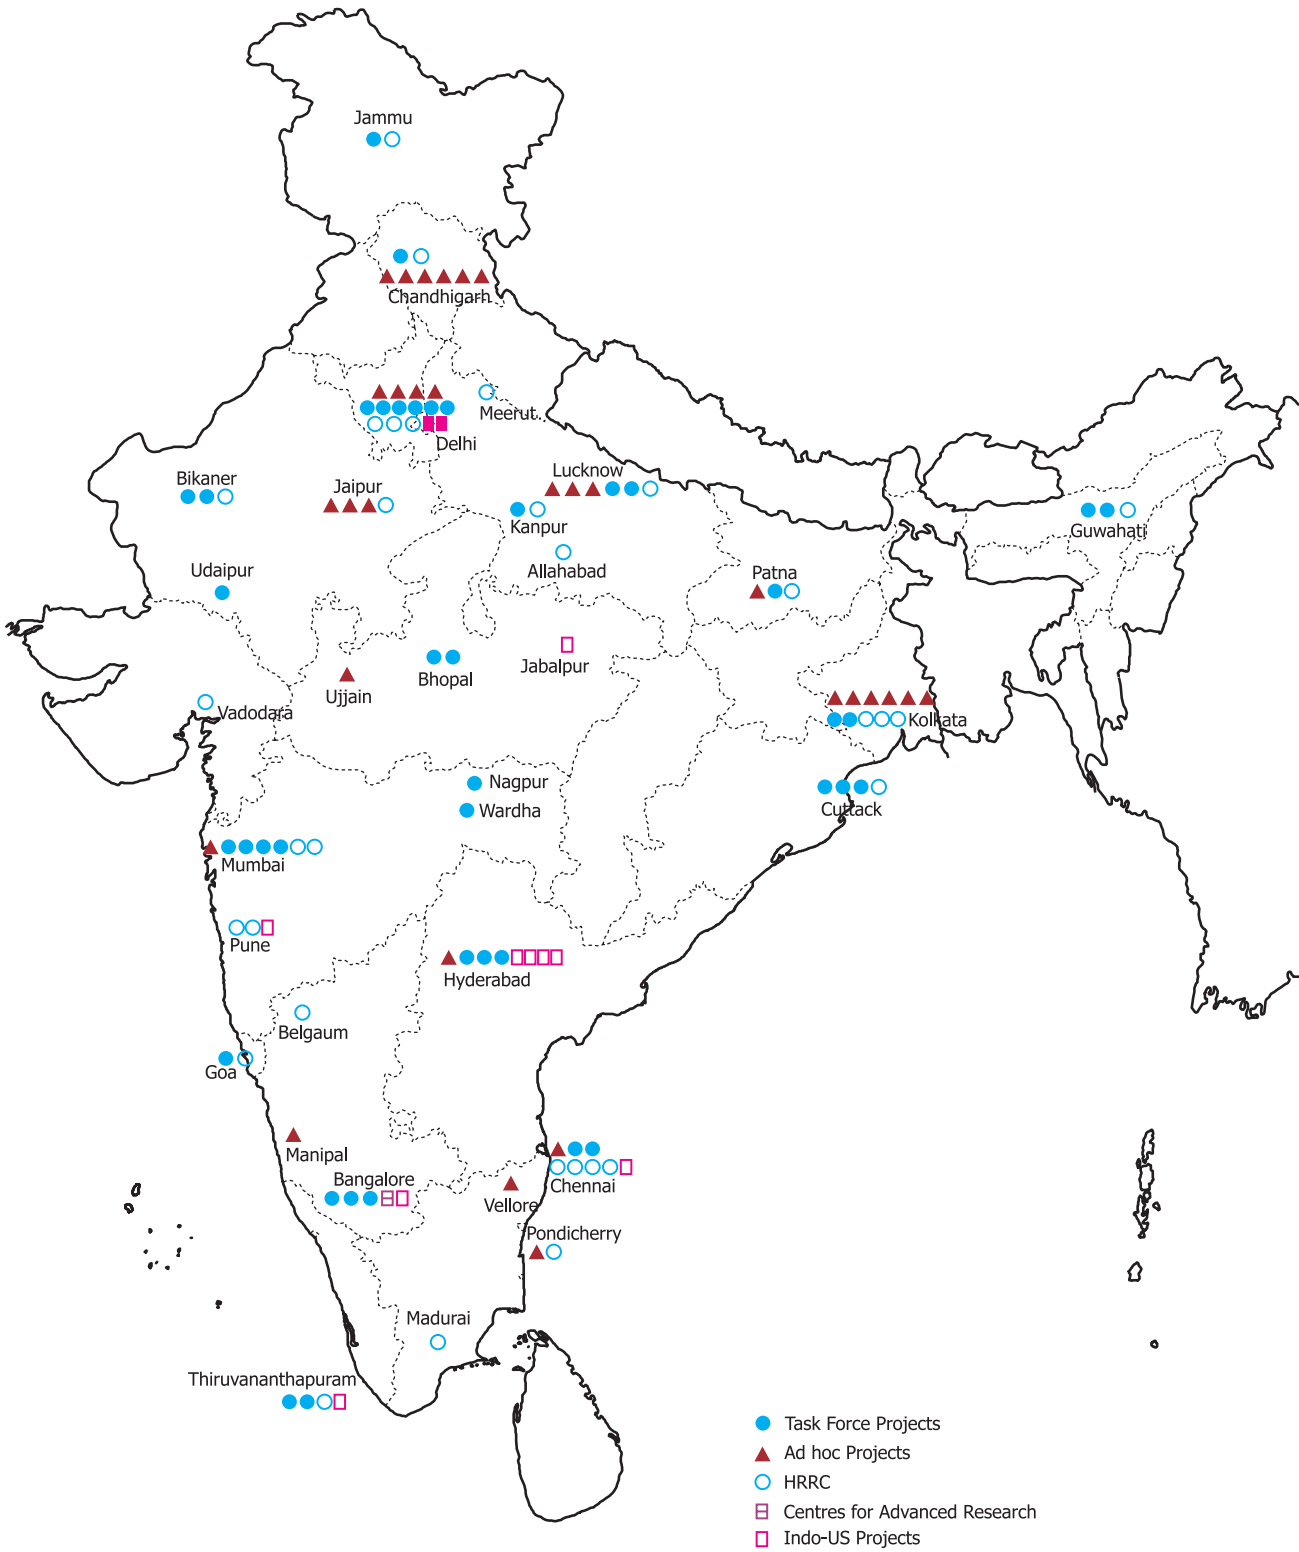 Jammu
Chandhigarh
Meerut
Delhi
Lucknow
Bikaner
Jaipur
Kanpur
Guwahati
Allahabad
Udaipur
Patna
Jabalpur
Bhopal
Ujjain
Vadodara
Kolkata
Nagpur
Wardha
Cuttack
Mumbai
Pune
Hyderabad
Belgaum
Goa
Manipal
Bangalore
Chennai
Vellore
Pondicherry
Madurai
Thiruvananthapuram
Task Force Projects
Ad hoc Projects
HRRC
Centres for Advanced Research
Indo-US Projects